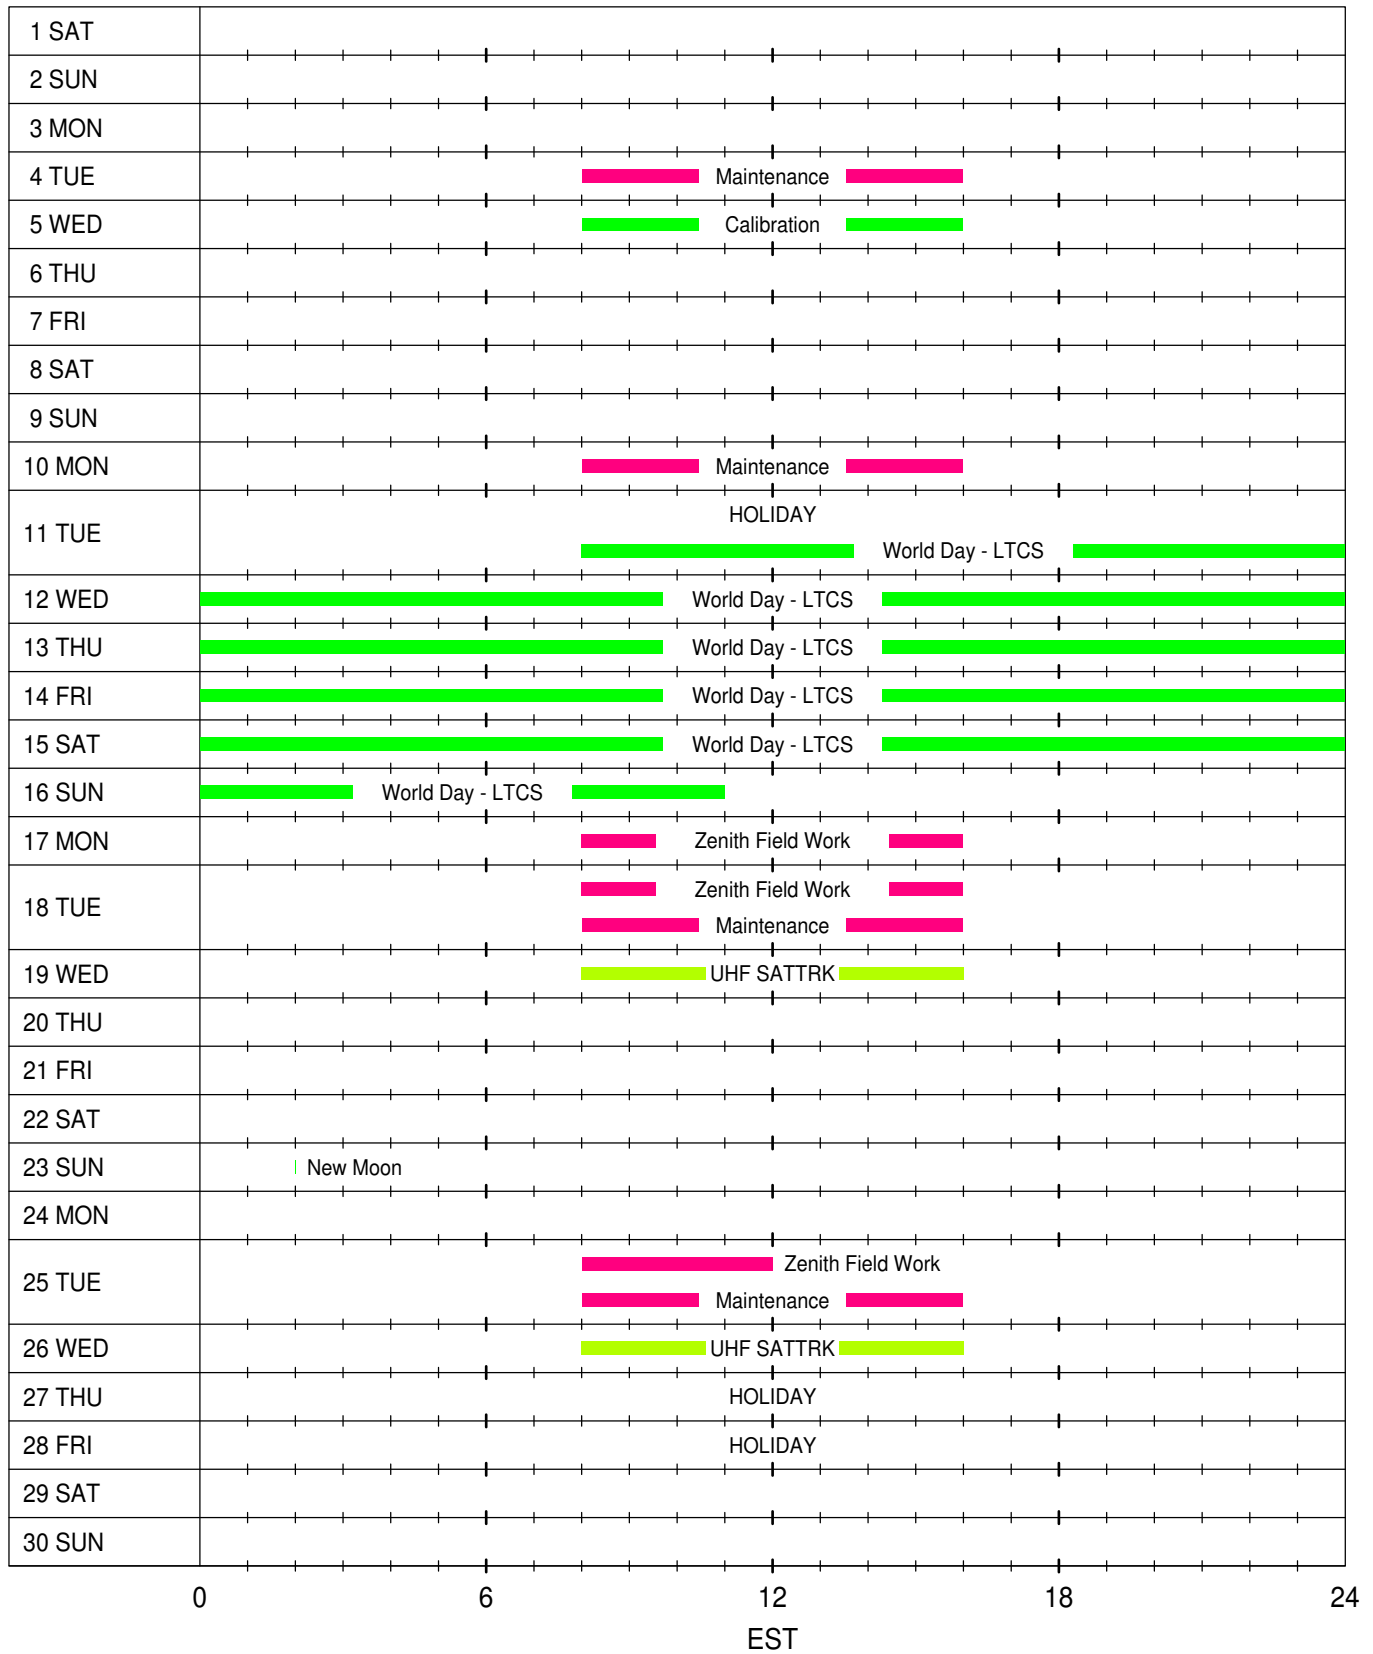 1 SAT
2 SUN
3 MON
4 TUE Maintenance
5 WED Calibration
6 THU
7 FRI
8 SAT
9 SUN
10 MON Maintenance
HOLIDAY
11 TUE
World Day - LTCS
12 WED World Day - LTCS
13 THU World Day - LTCS
14 FRI World Day - LTCS
15 SAT World Day - LTCS
16 SUN World Day - LTCS
17 MON Zenith Field Work
Zenith Field Work
18 TUE
Maintenance
19 WED UHF SATTRK
20 THU
21 FRI
22 SAT
23 SUN New Moon
24 MON
Zenith Field Work
25 TUE
Maintenance
26 WED UHF SATTRK
27 THU HOLIDAY
28 FRI HOLIDAY
29 SAT
30 SUN
0 6 12 18 24
EST